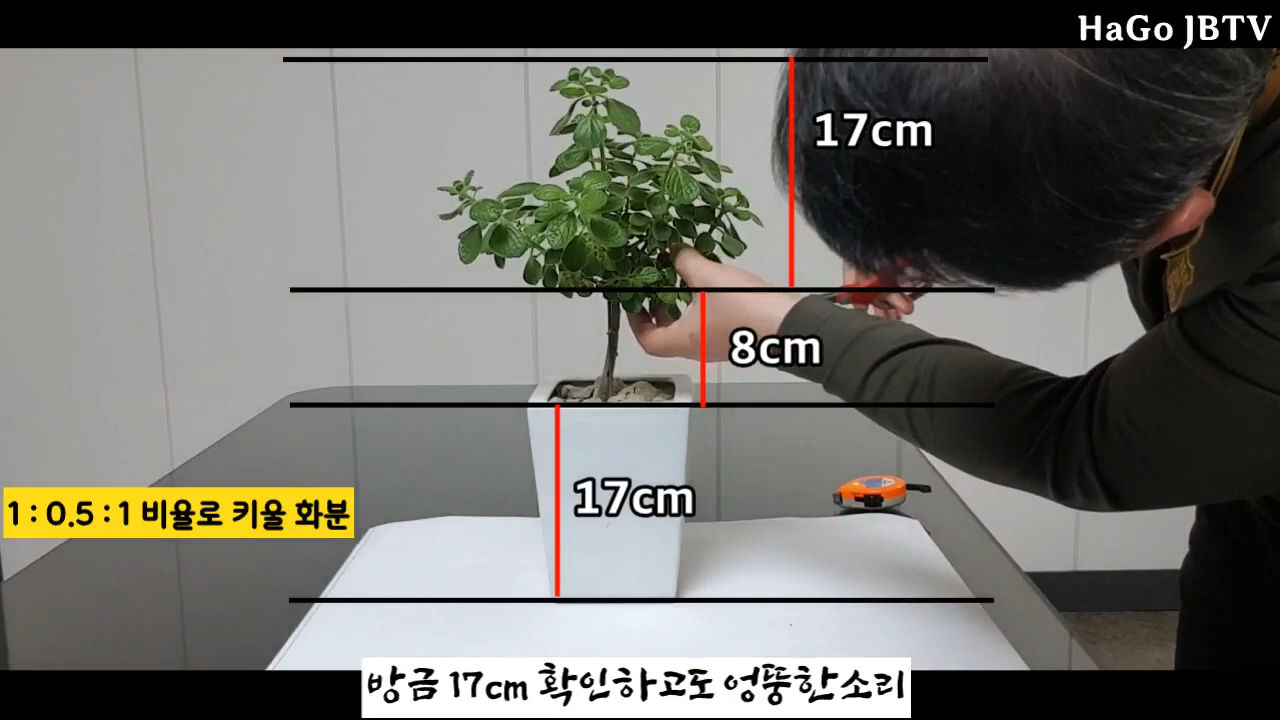 HaGo JBTV
17cm
8cm
17cm
1 : 0.5 : 1 비율로 키울 화분
방금 17cm 확인하고도 엉뚱한소리